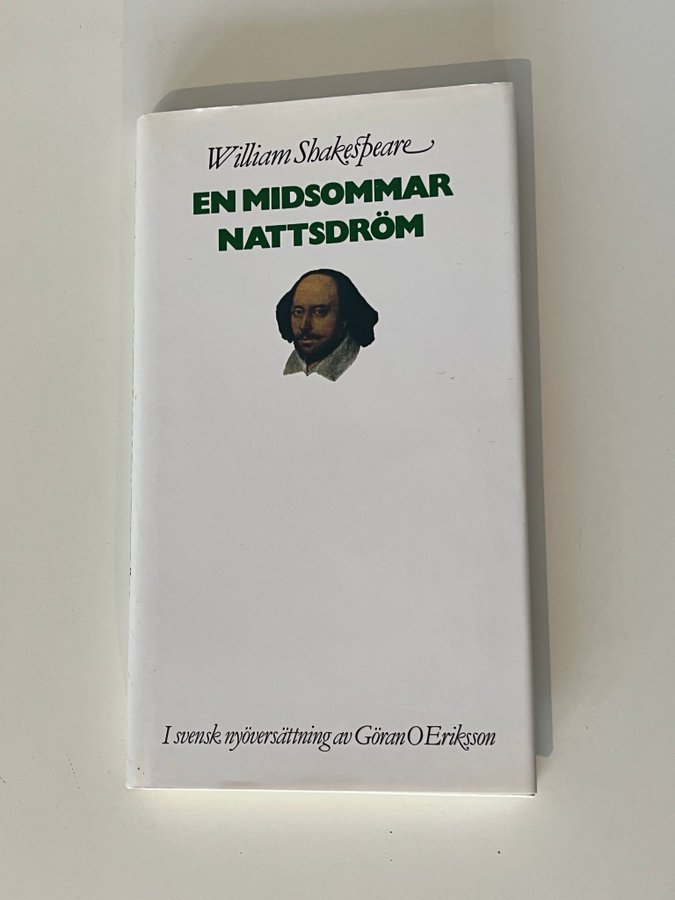 William Shakespeare
EN MIDSOMMAR
NATTSDRÖM
I svensk nyöversättning av Göran O Eriksson